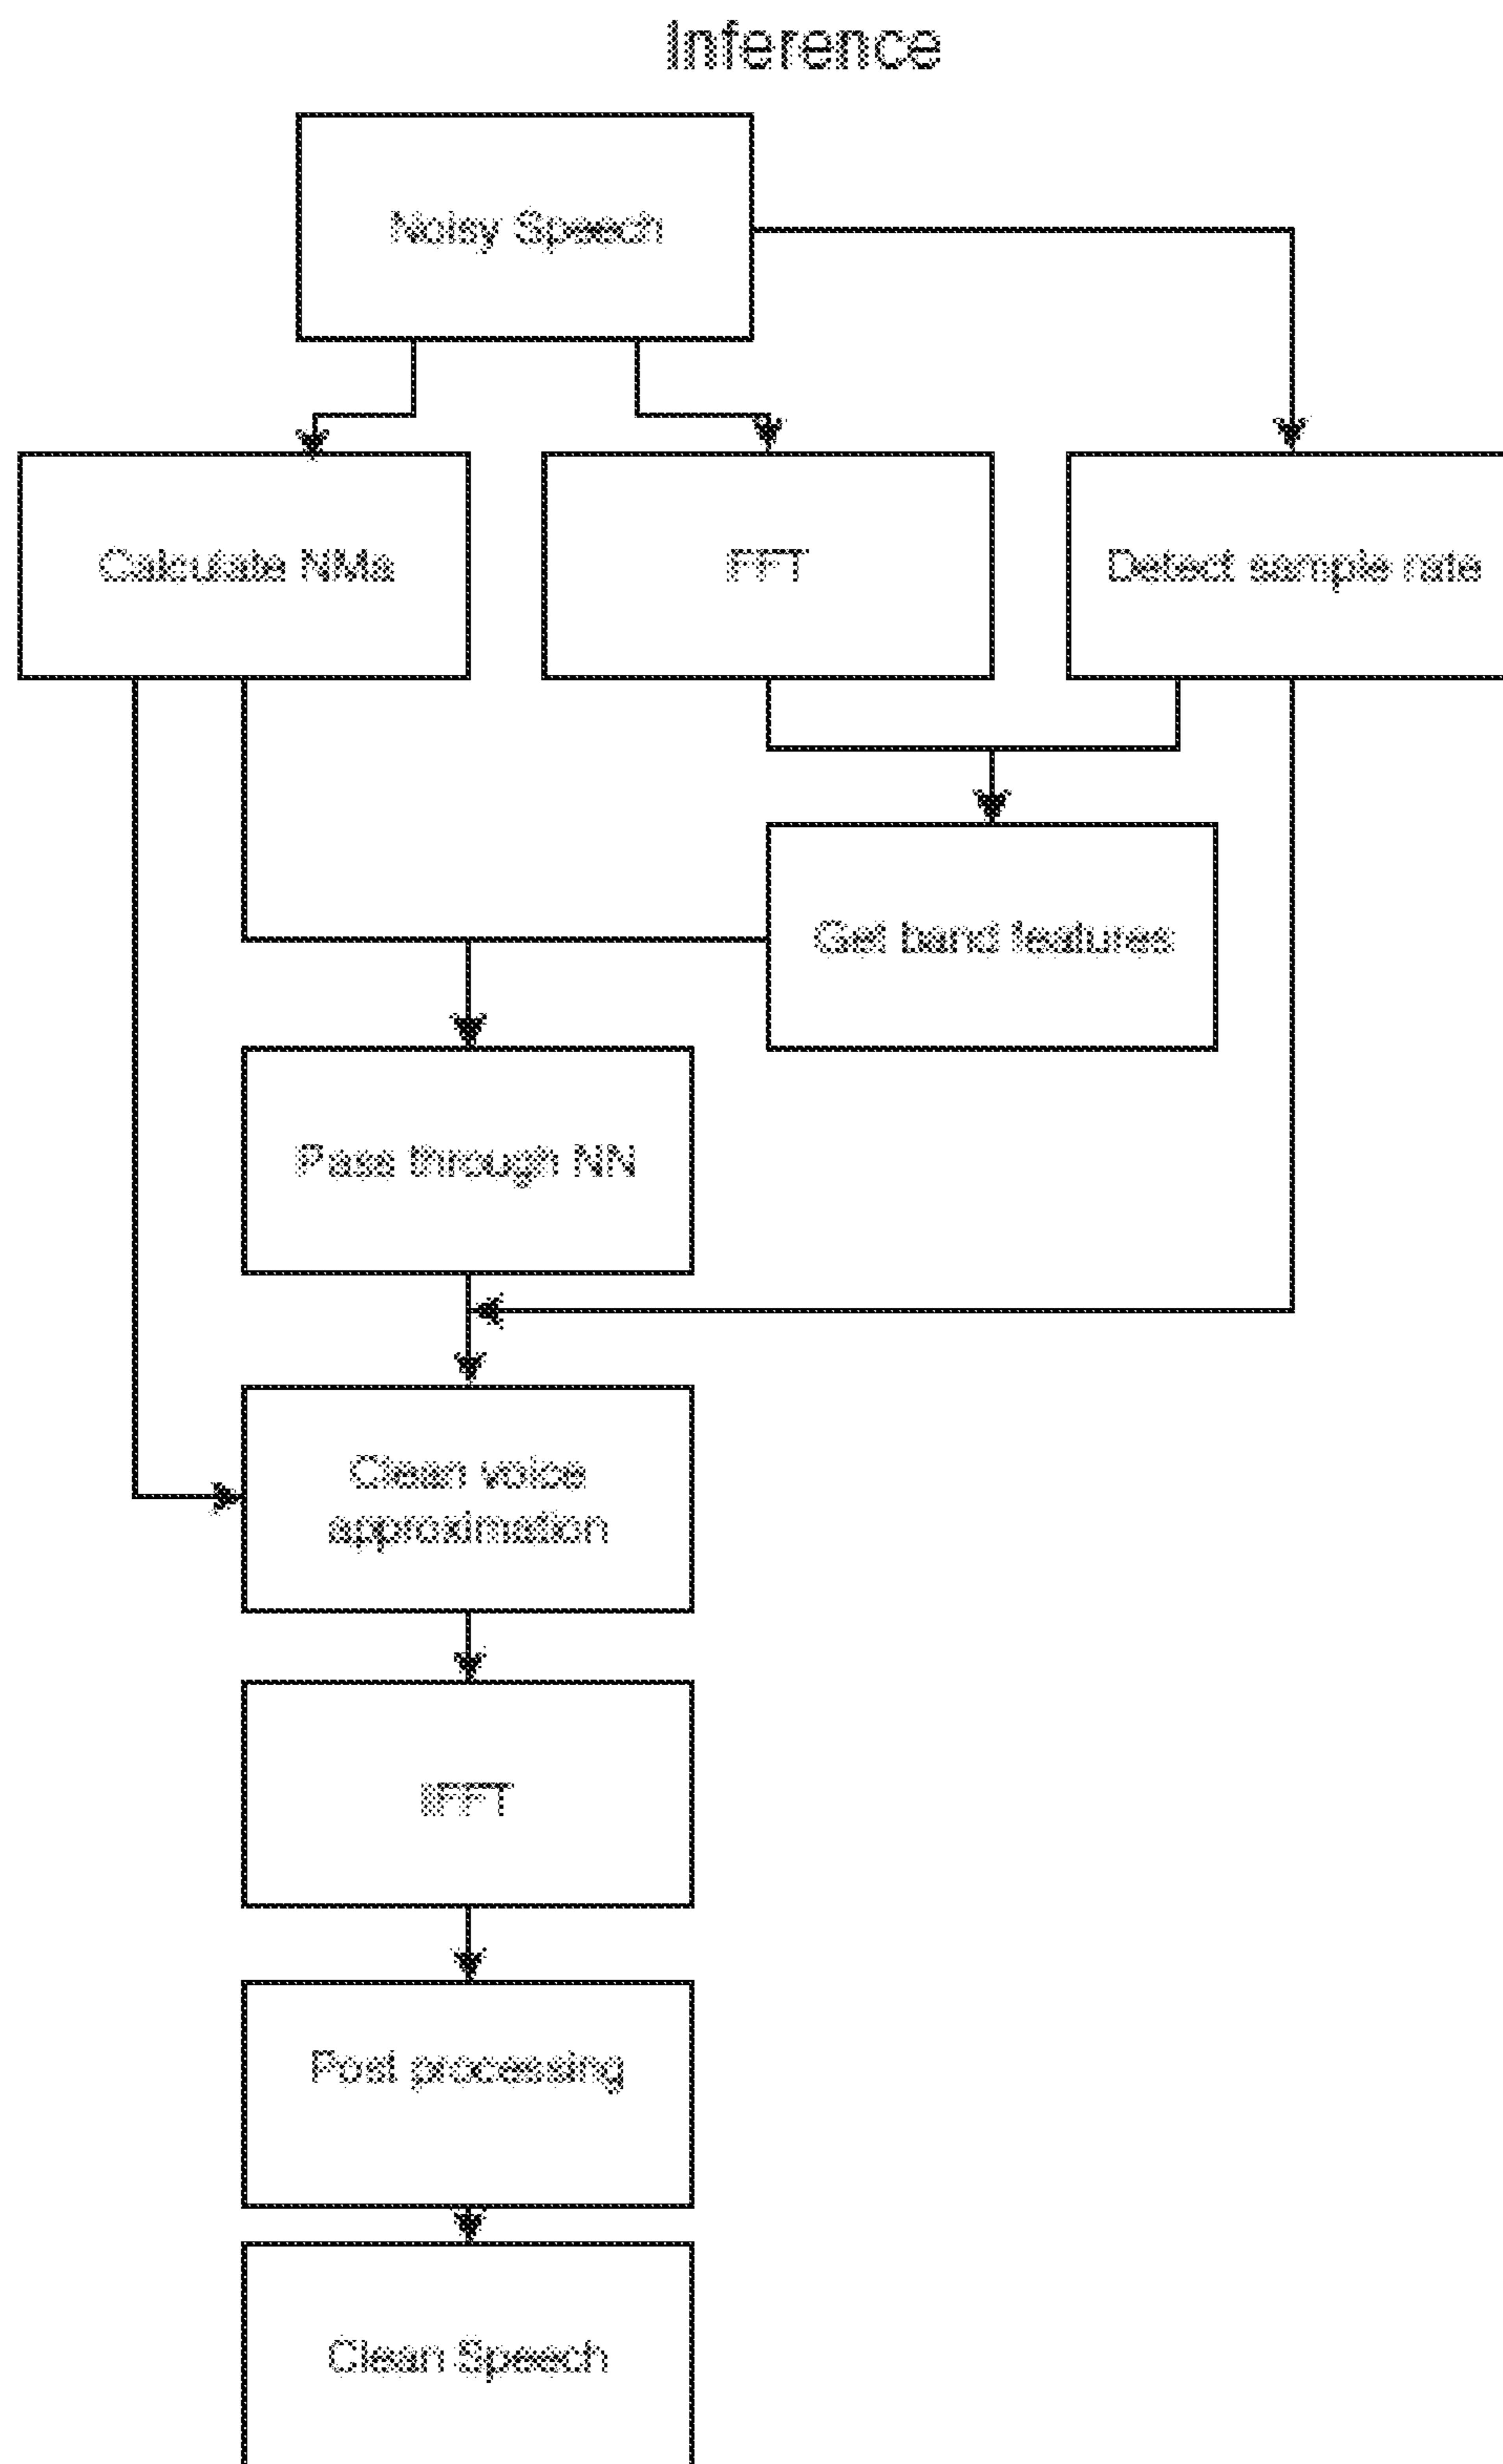 Inference
Noisy Speech
Calculate NMa
FFT
Detect sample rate
Get band features
Pass through NN
Clean voice
approximation
IFFT
Post processing
Clean Speech